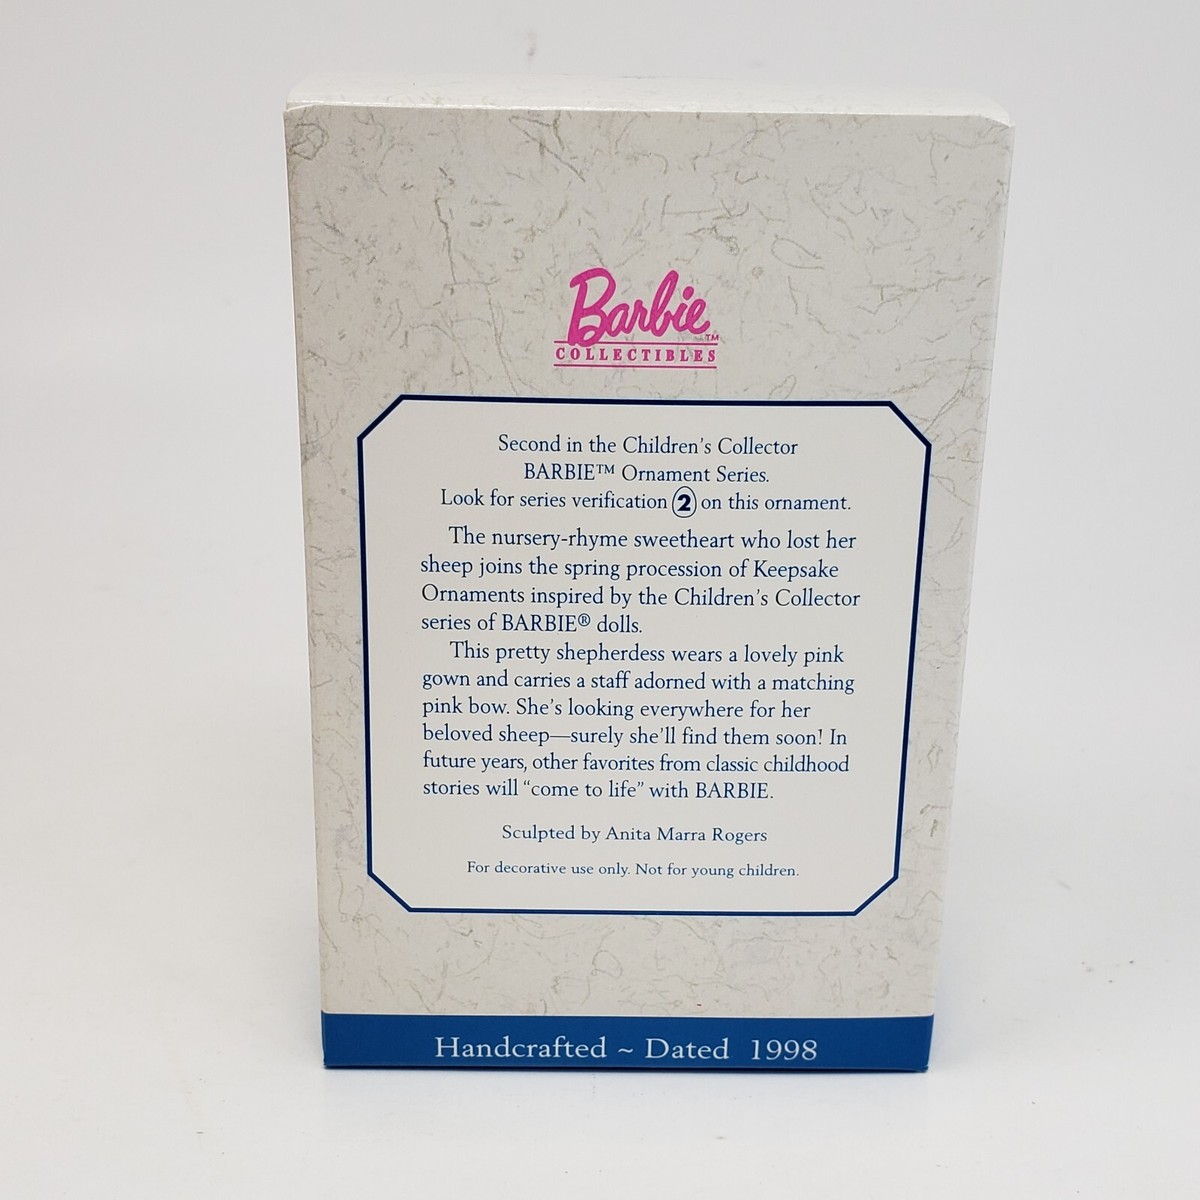 Barbie™
COLLECTIBLES
Second in the Children's Collector
BARBIE™ Ornament Series.
Look for series verification 2 on this ornament.
The nursery-rhyme sweetheart who lost her
sheep joins the spring procession of Keepsake
Ornaments inspired by the Children's Collector
series of BARBIE® dolls.
This pretty shepherdess wears a lovely pink
gown and carries a staff adorned with a matching
pink bow. She's looking everywhere for her
beloved sheep—surely she'll find them soon! In
future years, other favorites from classic childhood
stories will "come to life" with BARBIE.
Sculpted by Anita Marra Rogers
For decorative use only. Not for young children.
Handcrafted ~ Dated 1998